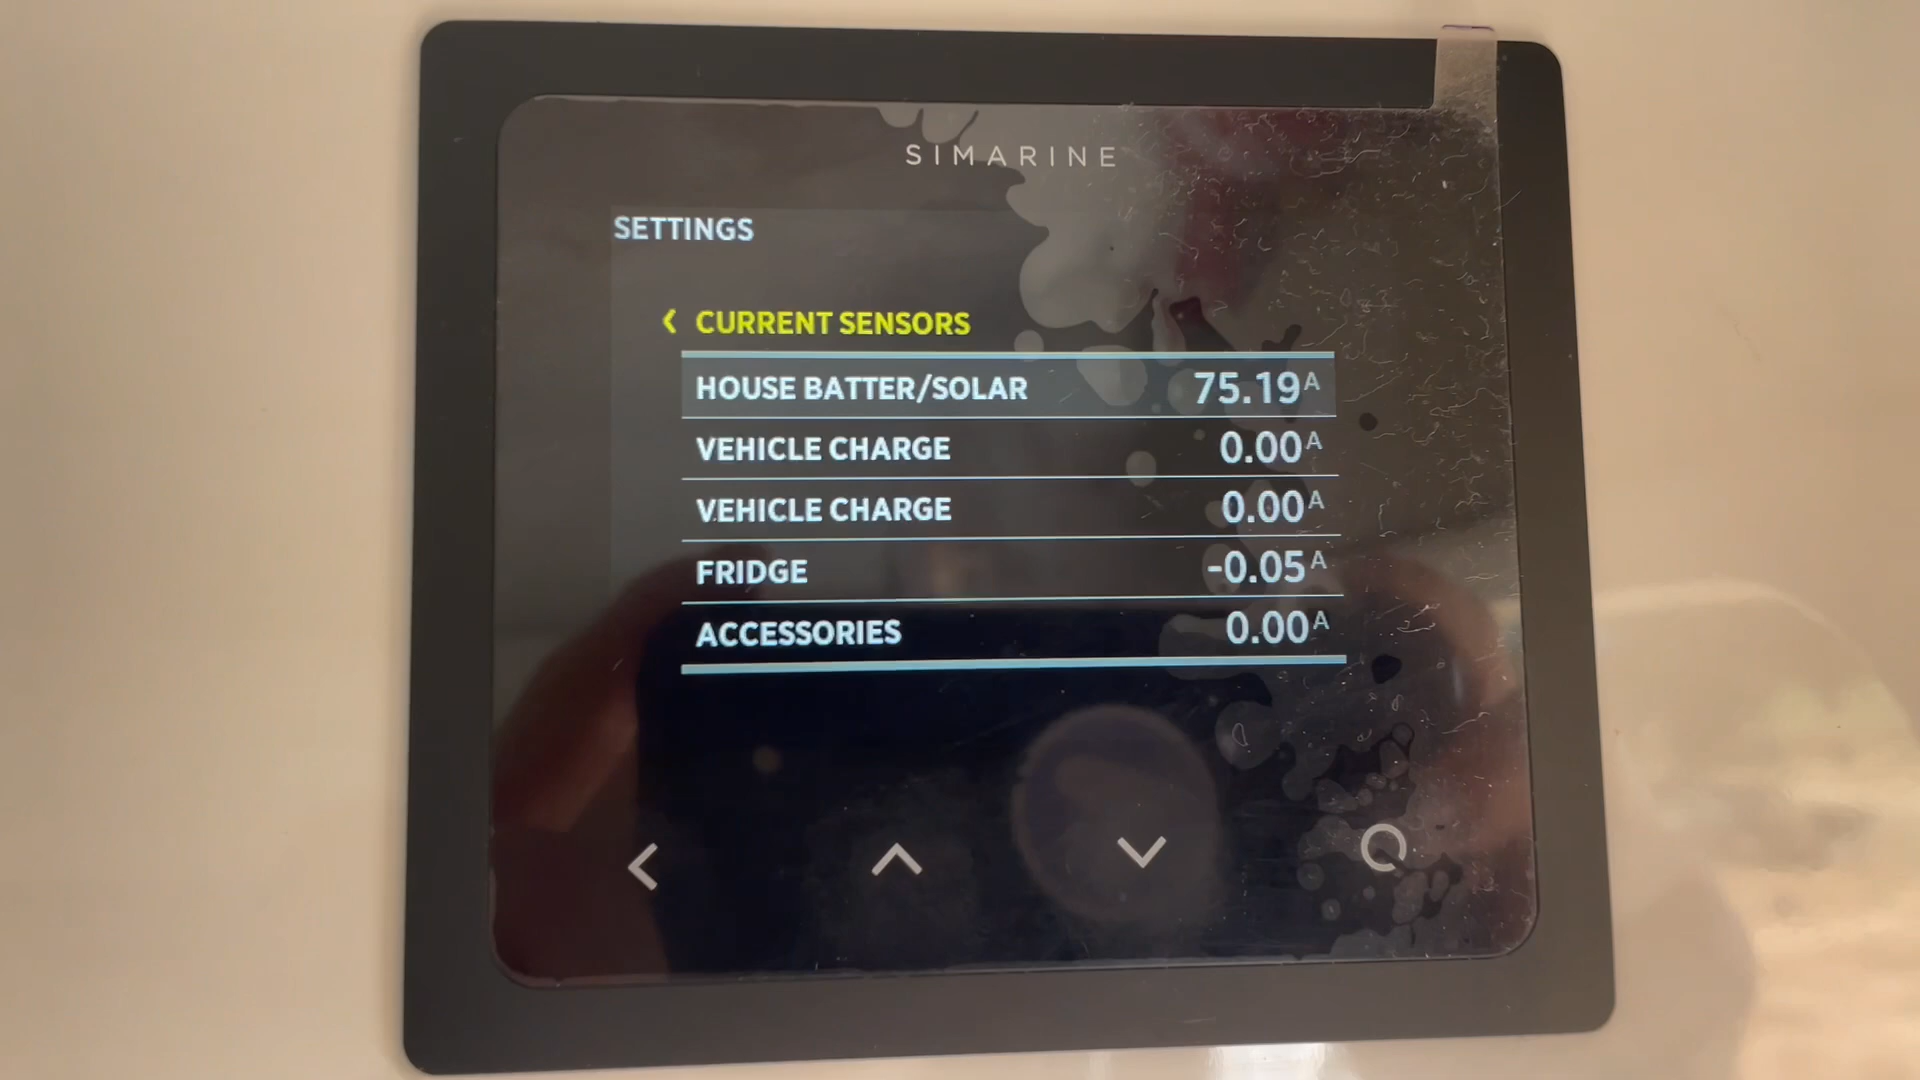 SIMARINE
SETTINGS
CURRENT SENSORS
HOUSE BATTER/SOLAR 75.19A
VEHICLE CHARGE 0.00A
VEHICLE CHARGE 0.00A
FRIDGE -0.05A
ACCESSORIES 0.00A